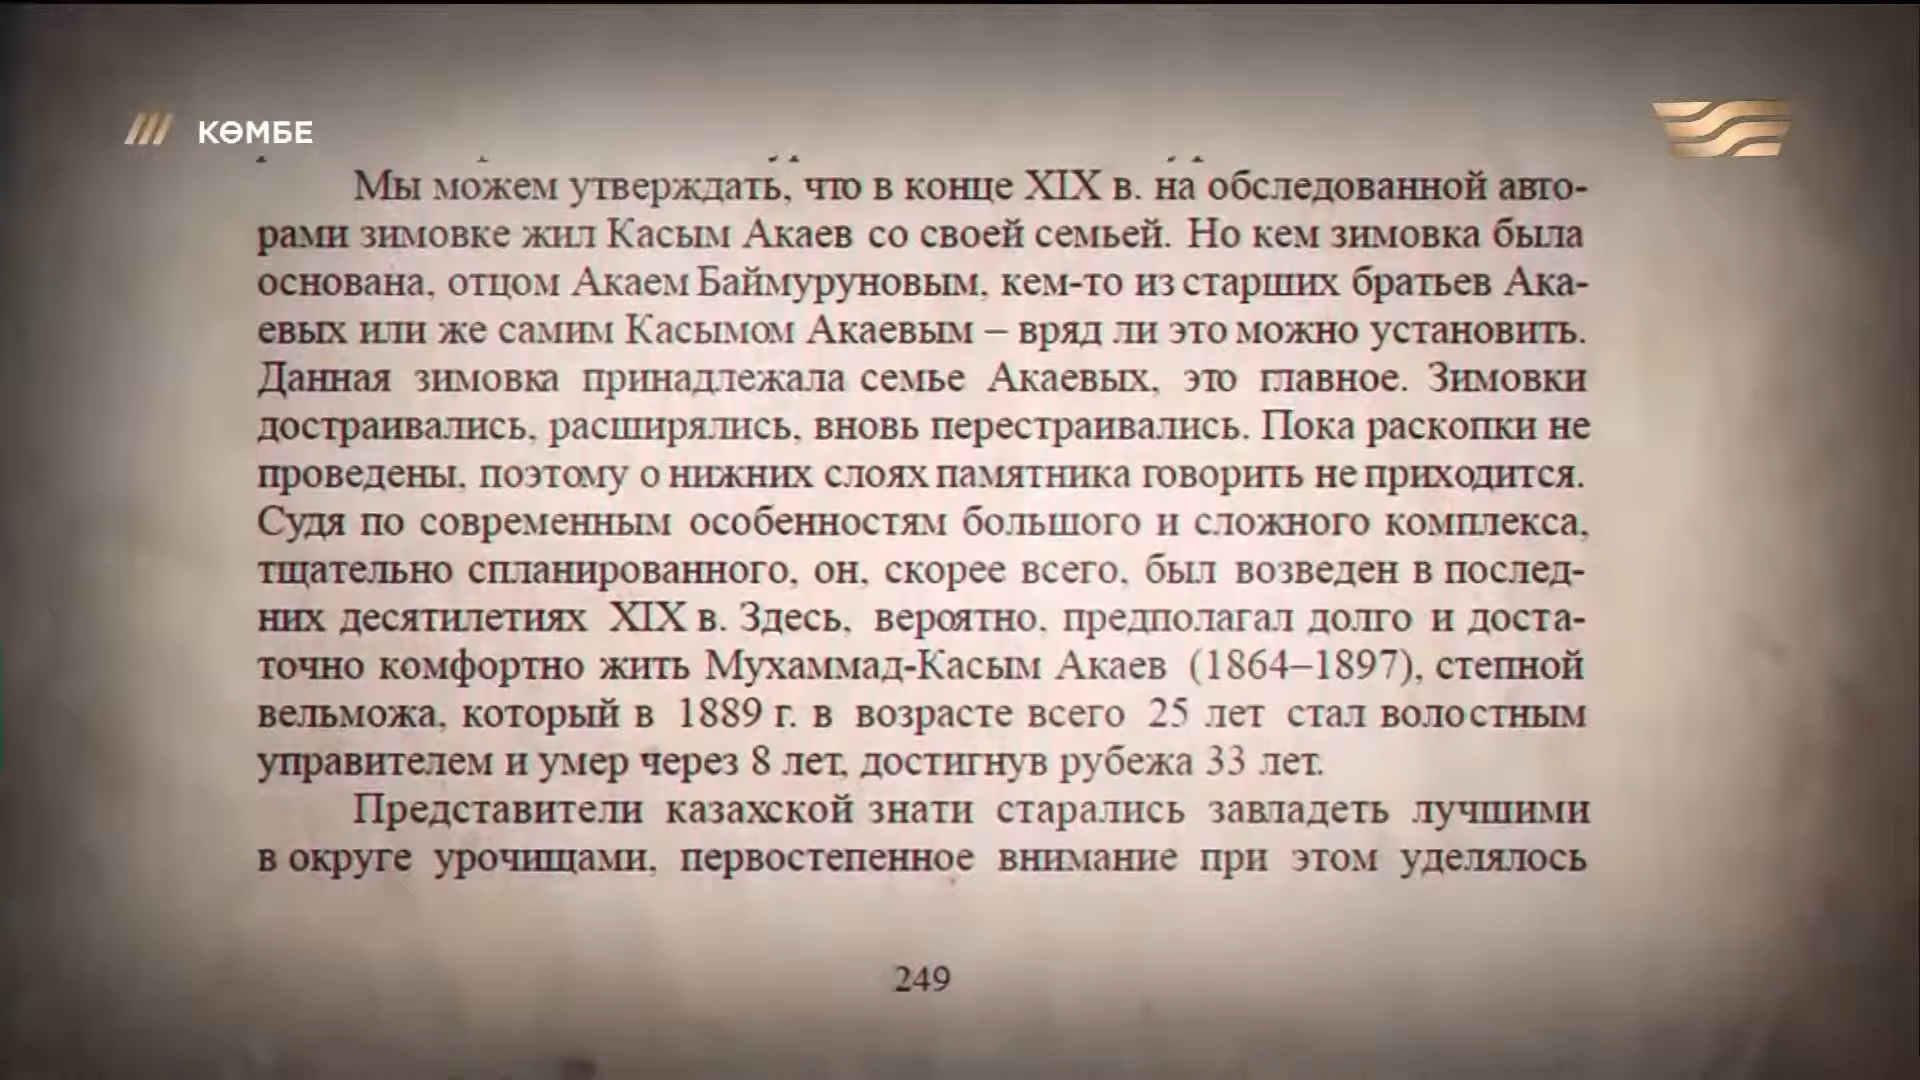 КӨМБЕ
Мы можем утверждать, что в конце XIX в. на обследованной авто-
рами зимовке жил Касым Акаев со своей семьей. Но кем зимовка была
основана, отцом Акаем Баймуруновым, кем-то из старших братьев Ака-
евых или же самим Касымом Акаевым – вряд ли это можно установить.
Данная зимовка принадлежала семье Акаевых, это главное. Зимовки
достраивались, расширялись, вновь перестраивались. Пока раскопки не
проведены, поэтому о нижних слоях памятника говорить не приходится.
Судя по современным особенностям большого и сложного комплекса,
тщательно спланированного, он, скорее всего, был возведен в послед-
них десятилетиях XIX в. Здесь, вероятно, предполагал долго и доста-
точно комфортно жить Мухаммад-Касым Акаев (1864–1897), степной
вельможа, который в 1889 г. в возрасте всего 25 лет стал волостным
управителем и умер через 8 лет, достигнув рубежа 33 лет.
Представители казахской знати старались завладеть лучшими
в округе урочищами, первостепенное внимание при этом уделялось
249